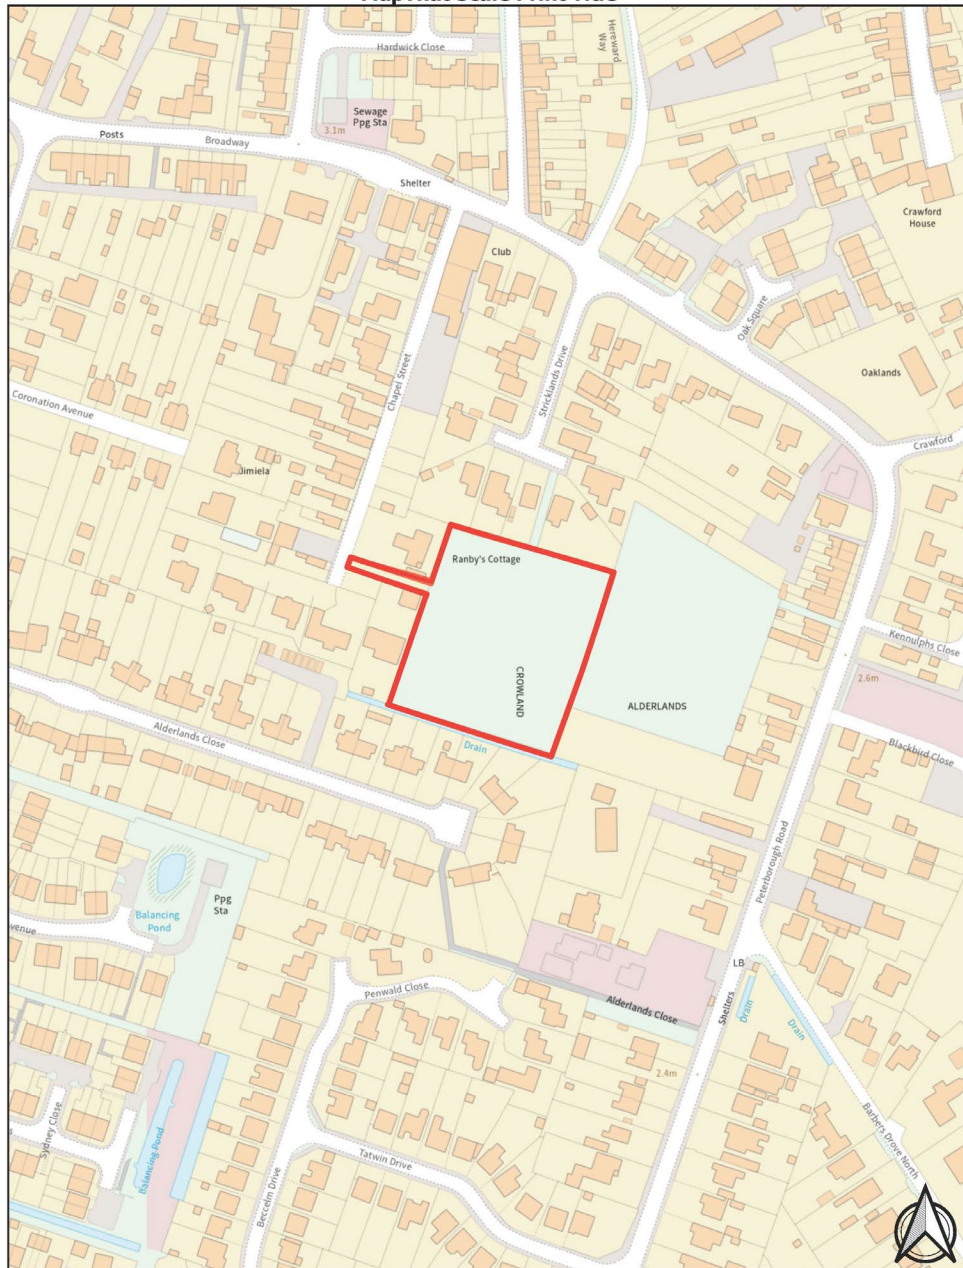 Hardwick Close
Hereward
Way
Sewage
Ppg Sta
3.1m
Posts
Broadway
Shelter
Crawford
House
Club
Oak Square
Strickland Drive
Oaklands
Chapel Street
Coronation Avenue
Crawford
Jimiela
Ranby's Cottage
Kennulphs Close
CROWLAND
2.6m
ALDERLANDS
Alderlands Close
Drain
Blackbird Close
Peterborough Road
Ppg
Sta
Balancing
Pond
venue
LB
Penwald Close
Shelters
Drain
Drain
Alderlands Close
2.4m
Sydney Close
Balancing Pond
Barbers Drove North
Tatwin Drive
Beccelm Drive